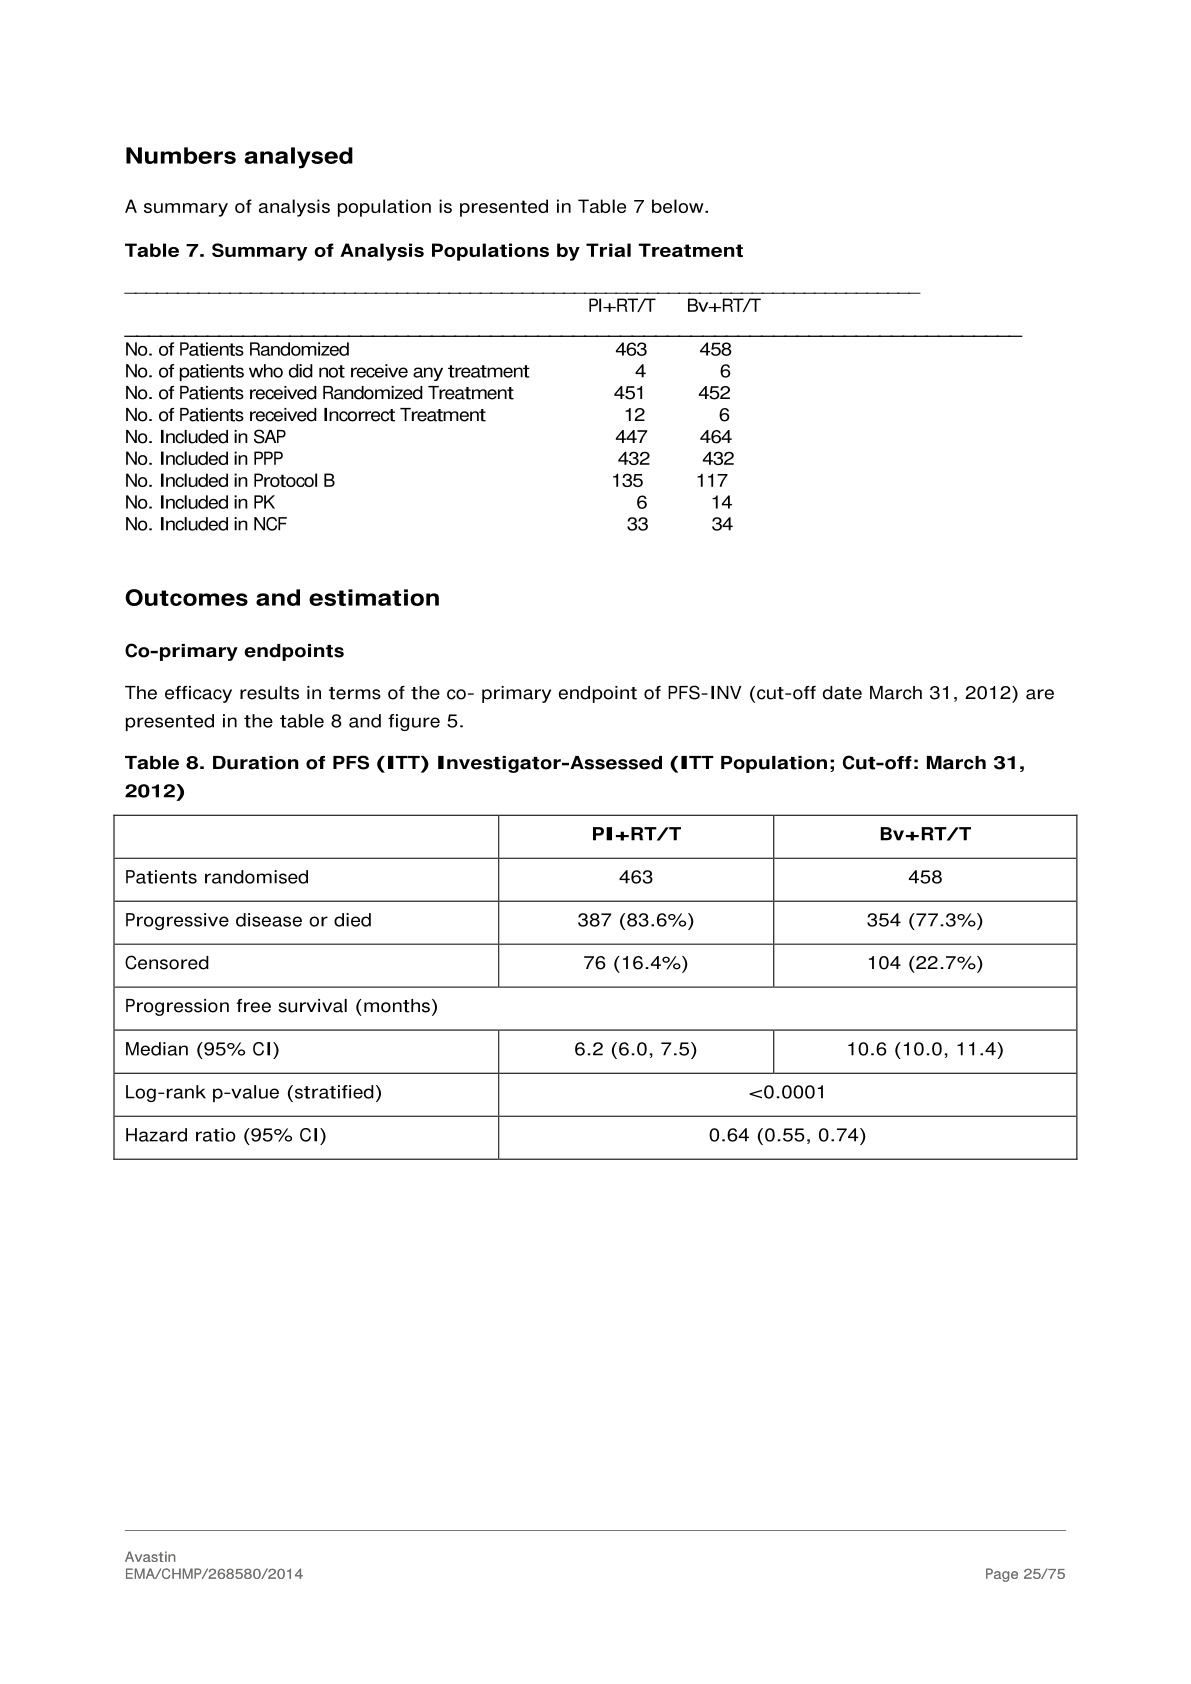 Numbers analysed
A summary of analysis population is presented in Table 7 below.
Table 7. Summary of Analysis Populations by Trial Treatment
Pl+RT/T Bv+RT/T
No. of Patients Randomized 463 458
No. of patients who did not receive any treatment 4 6
No. of Patients received Randomized Treatment 451 452
No. of Patients received Incorrect Treatment 12 6
No. Included in SAP 447 464
No. Included in PPP 432 432
No. Included in Protocol B 135 117
No. Included in PK 6 14
No. Included in NCF 33 34
Outcomes and estimation
Co-primary endpoints
The efficacy results in terms of the co- primary endpoint of PFS-INV (cut-off date March 31, 2012) are
presented in the table 8 and figure 5.
Table 8. Duration of PFS (ITT) Investigator-Assessed (ITT Population; Cut-off: March 31,
2012)
Pl+RT/T Bv+RT/T
Patients randomised 463 458
Progressive disease or died 387 (83.6%) 354 (77.3%)
Censored 76 (16.4%) 104 (22.7%)
Progression free survival (months)
Median (95% CI) 6.2 (6.0, 7.5) 10.6 (10.0, 11.4)
Log-rank p-value (stratified) <0.0001
Hazard ratio (95% CI) 0.64 (0.55, 0.74)
Avastin
EMA/CHMP/268580/2014 Page 25/75